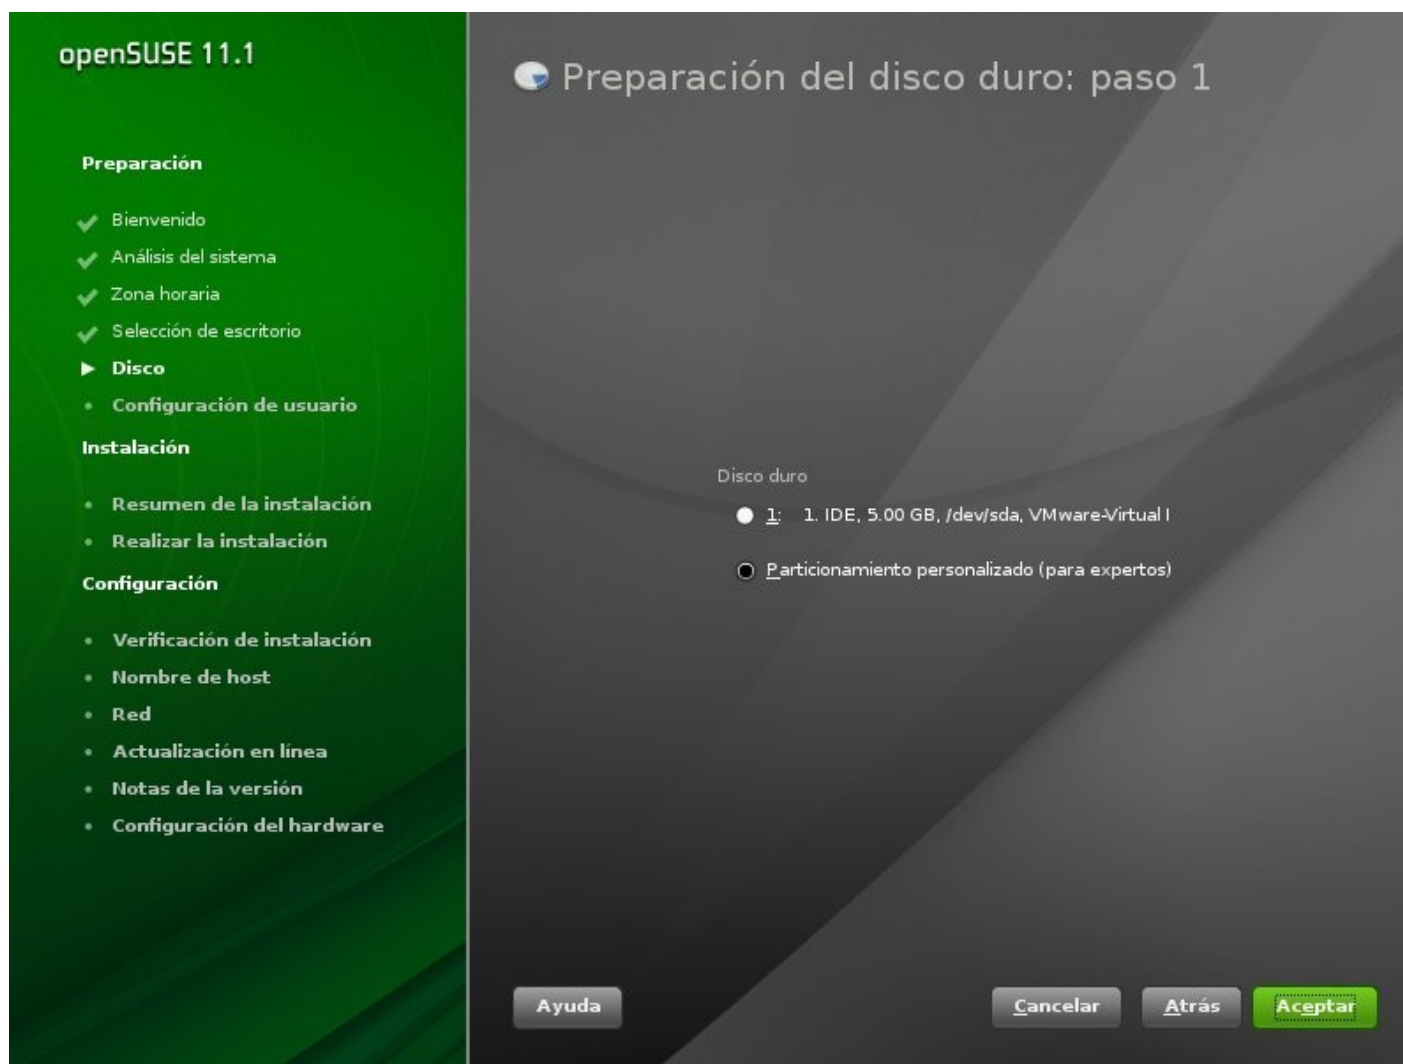 openSUSE 11.1
Preparación
Bienvenido
Análisis del sistema
Zona horaria
Selección de escritorio
Disco
Configuración de usuario
Instalación
Resumen de la instalación
Realizar la instalación
Configuración
Verificación de instalación
Nombre de host
Red
Actualización en línea
Notas de la versión
Configuración del hardware
Preparación del disco duro: paso 1
Disco duro
1: 1. IDE, 5.00 GB, /dev/sda, VMware-Virtual I
Particionamiento personalizado (para expertos)
Ayuda
Cancelar
Atrás
Aceptar